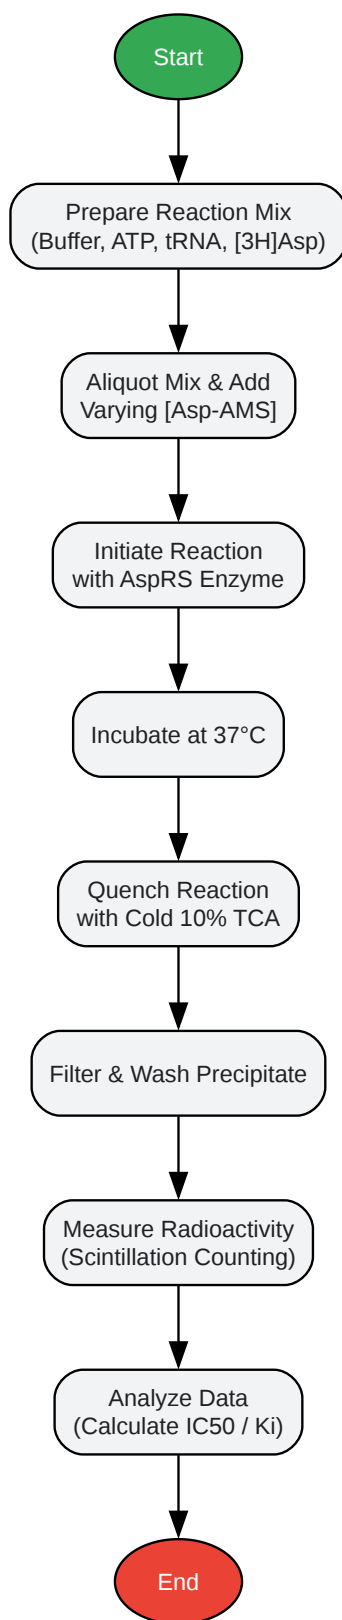 Start
Prepare Reaction Mix
(Buffer, ATP, tRNA, [3H]Asp)
Aliquot Mix & Add
Varying [Asp-AMS]
Initiate Reaction
with AspRS Enzyme
Incubate at 37°C
Quench Reaction
with Cold 10% TCA
Filter & Wash Precipitate
Measure Radioactivity
(Scintillation Counting)
Analyze Data
(Calculate IC50 / Ki)
End